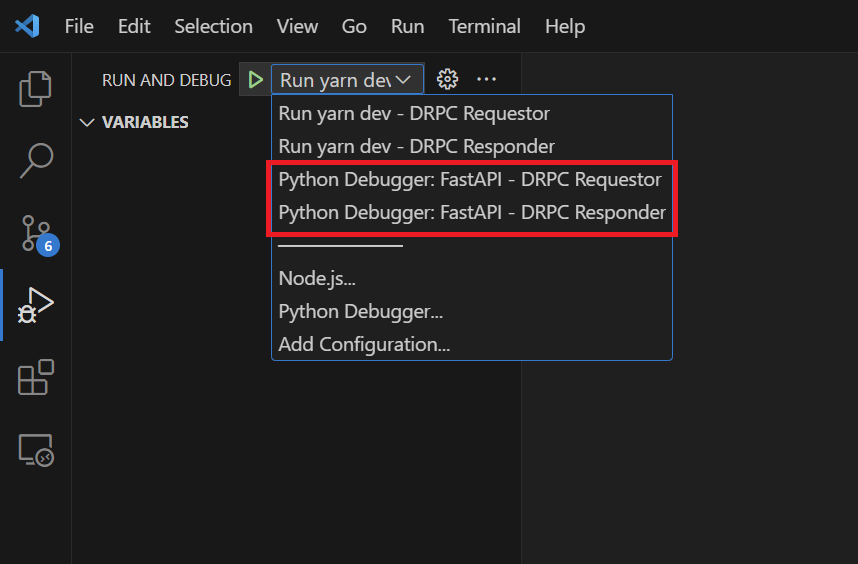 File Edit Selection View Go Run Terminal Help
RUN AND DEBUG Run yarn dev
VARIABLES
Run yarn dev - DRPC Requestor
Run yarn dev - DRPC Responder
Python Debugger: FastAPI - DRPC Requestor
Python Debugger: FastAPI - DRPC Responder
6
Node.js...
Python Debugger...
Add Configuration...